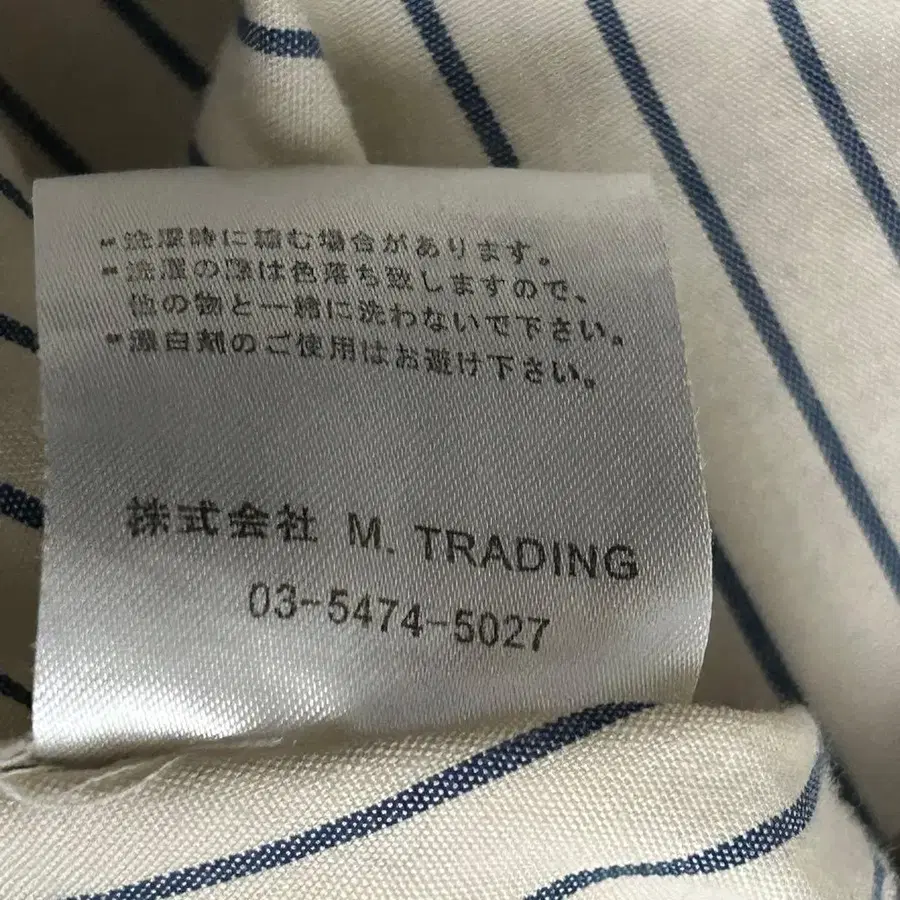 ・洗濯時に縮む場合があります。
・洗濯の際は色落ち致しますので、
他の物と一緒に洗わないで下さい。
・漂白剤のご使用はお避け下さい。
株式会社 M. TRADING
03-5474-5027